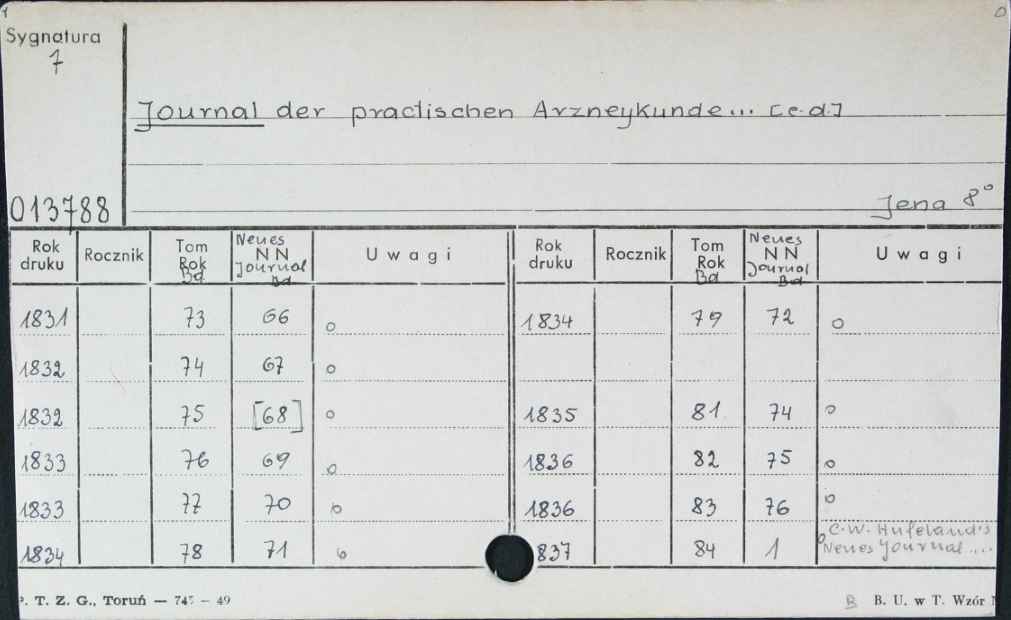 Sygnatura
7
Journal der practischen Arzneykunde... [c.d.]
013788
Jena 8°
Rok druku Rocznik Tom Rok Bd Neues NN Journal Bd Uwagi Rok druku Rocznik Tom Rok Bd Neues NN Journal Bd Uwagi
1831 73 66 o 1834 79 72 o
1832 74 67 o
1832 75 [68] o 1835 81 74 o
1833 76 69 o 1836 82 75 o
1833 77 70 o 1836 83 76 o
1834 78 71 o 837 84 1 o C.W. Hufeland's
Neues Journal...
P. T. Z. G., Toruń — 745 — 49 B B. U. w T. Wzór